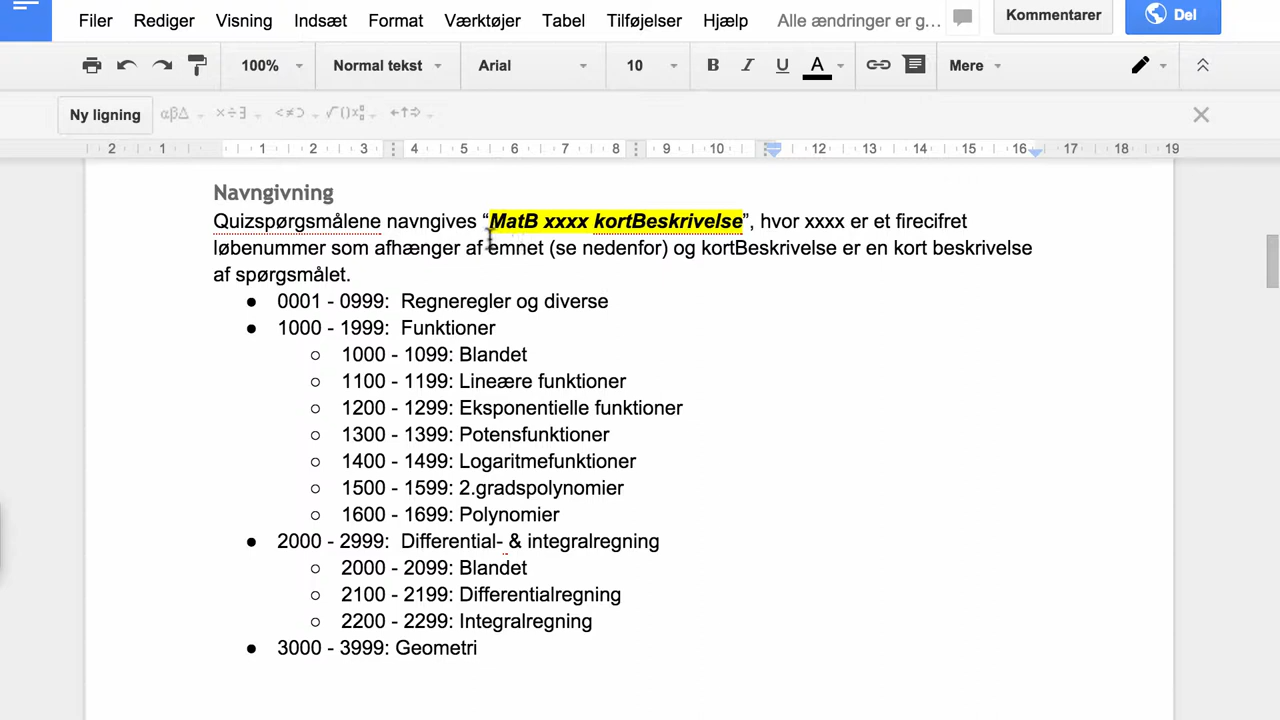 Filer Rediger Visning Indsæt Format Værktøjer Tabel Tilføjelser Hjælp Alle ændringer er g… Kommentarer Del
100% Normal tekst Arial 10 B I U A Mere
Ny ligning αβΔ ×÷∃ <≠⊃ √()x ←↑⇒
2 1 1 2 3 4 5 6 7 8 9 10 12 13 14 15 16 17 18 19
Navngivning
Quizspørgsmålene navngives “MatB xxxx kortBeskrivelse”, hvor xxxx er et firecifret
løbenummer som afhænger af emnet (se nedenfor) og kortBeskrivelse er en kort beskrivelse
af spørgsmålet.
● 0001 - 0999: Regneregler og diverse
● 1000 - 1999: Funktioner
○ 1000 - 1099: Blandet
○ 1100 - 1199: Lineære funktioner
○ 1200 - 1299: Eksponentielle funktioner
○ 1300 - 1399: Potensfunktioner
○ 1400 - 1499: Logaritmefunktioner
○ 1500 - 1599: 2.gradspolynomier
○ 1600 - 1699: Polynomier
● 2000 - 2999: Differential- & integralregning
○ 2000 - 2099: Blandet
○ 2100 - 2199: Differentialregning
○ 2200 - 2299: Integralregning
● 3000 - 3999: Geometri